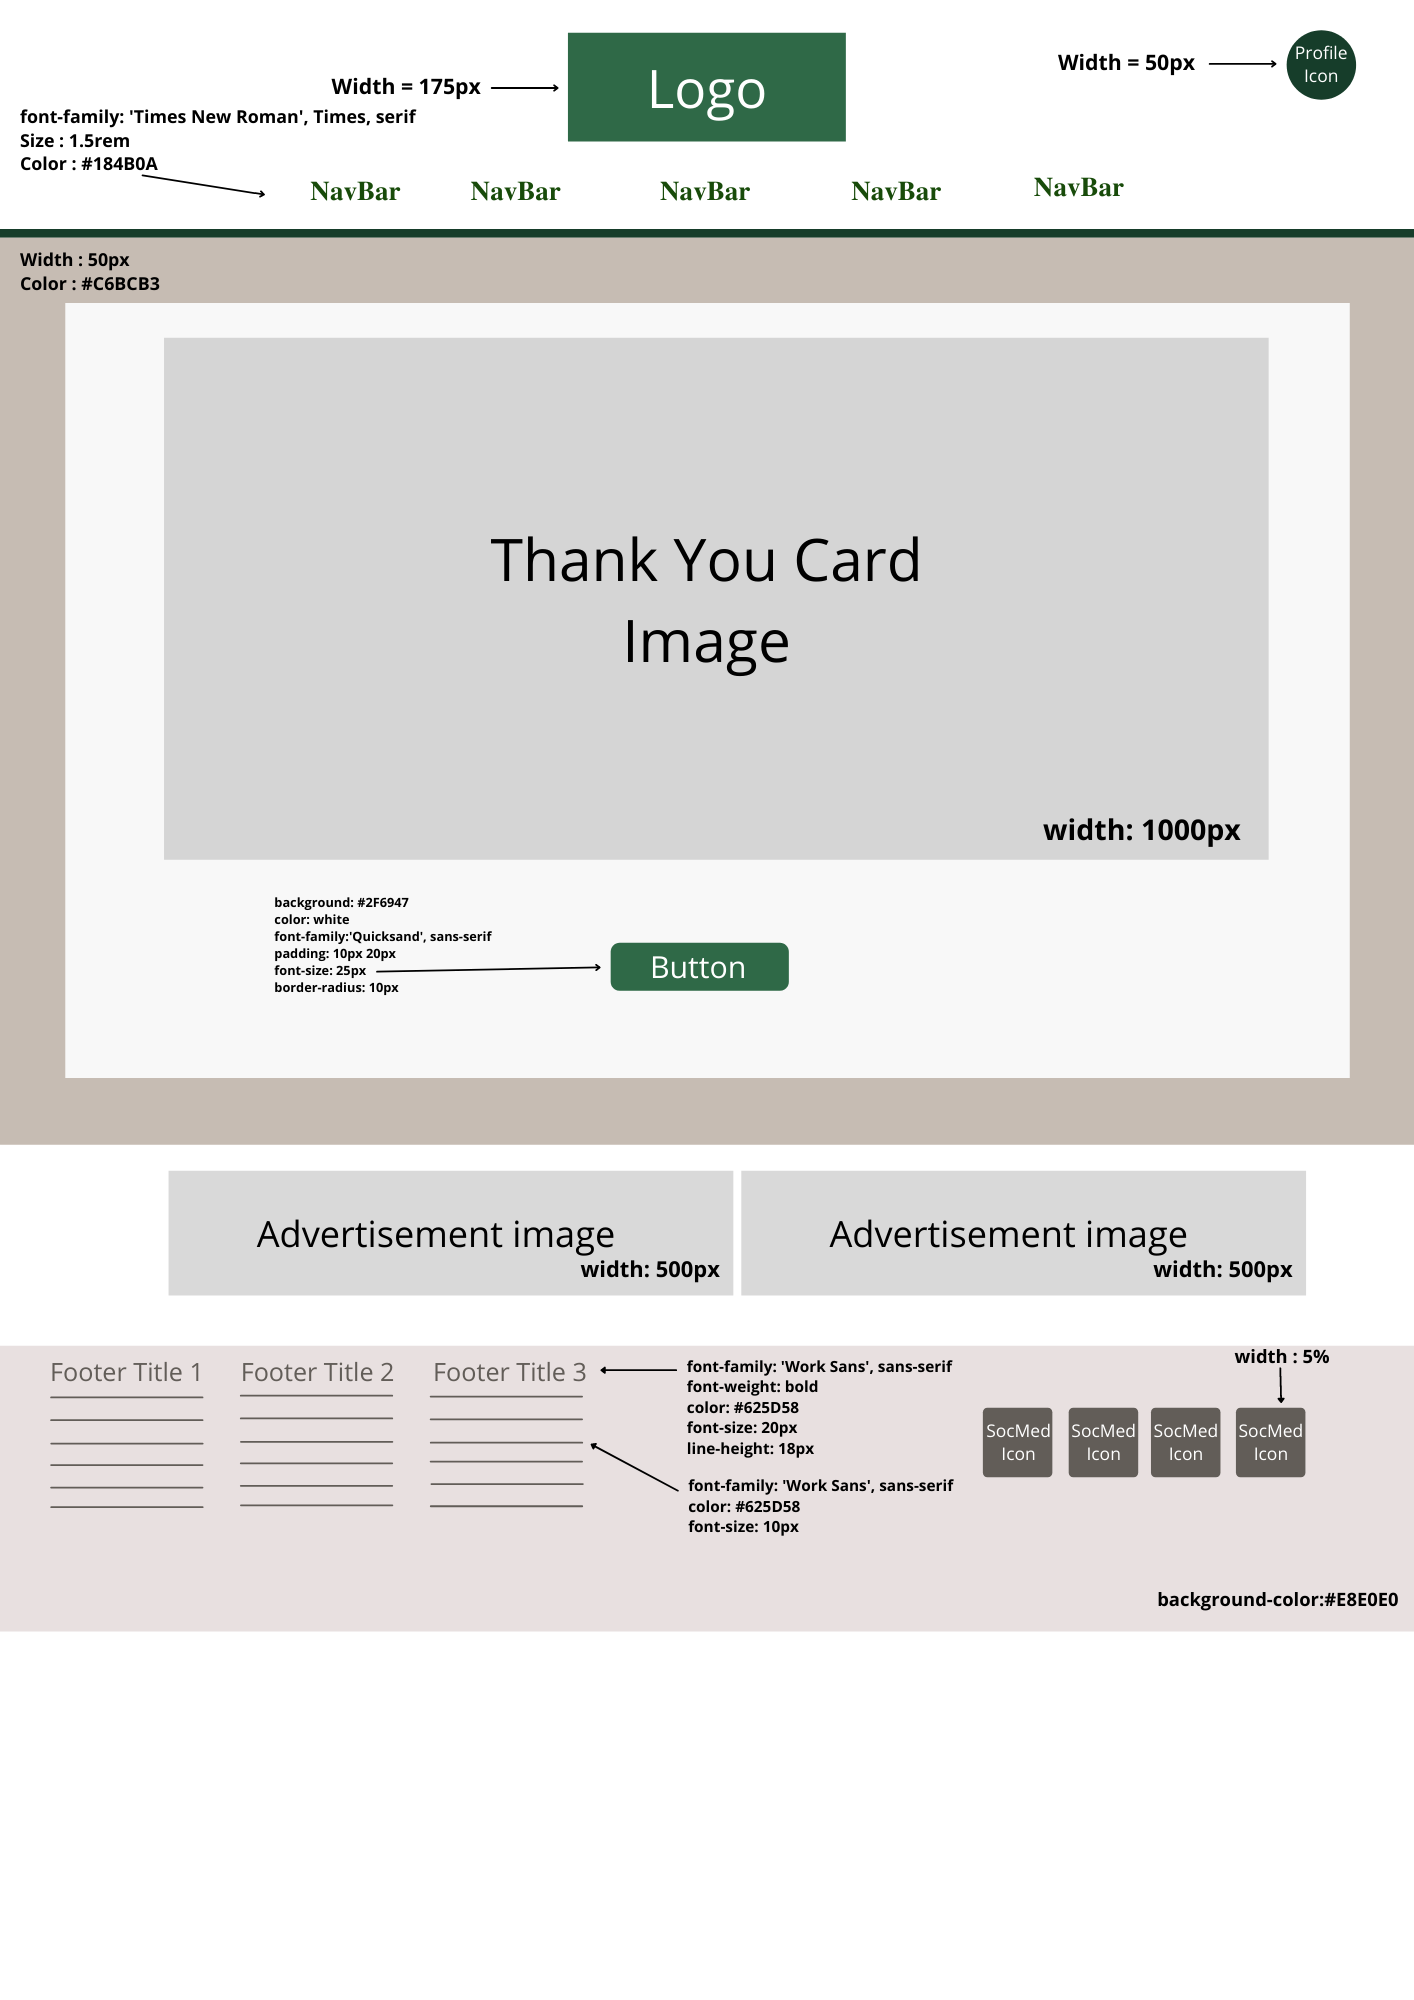 Logo
Width = 50px
Profile
Icon
Width = 175px
font-family: 'Times New Roman', Times, serif
Size : 1.5rem
Color : #184B0A
NavBar NavBar NavBar NavBar NavBar
Width : 50px
Color : #C6BCB3
Thank You Card
Image
width: 1000px
background: #2F6947
color: white
font-family:'Quicksand', sans-serif
padding: 10px 20px
font-size: 25px
border-radius: 10px
Button
Advertisement image
width: 500px
Advertisement image
width: 500px
Footer Title 1
Footer Title 2
Footer Title 3
font-family: 'Work Sans', sans-serif
font-weight: bold
color: #625D58
font-size: 20px
line-height: 18px
font-family: 'Work Sans', sans-serif
color: #625D58
font-size: 10px
width : 5%
SocMed
Icon
SocMed
Icon
SocMed
Icon
SocMed
Icon
background-color:#E8E0E0